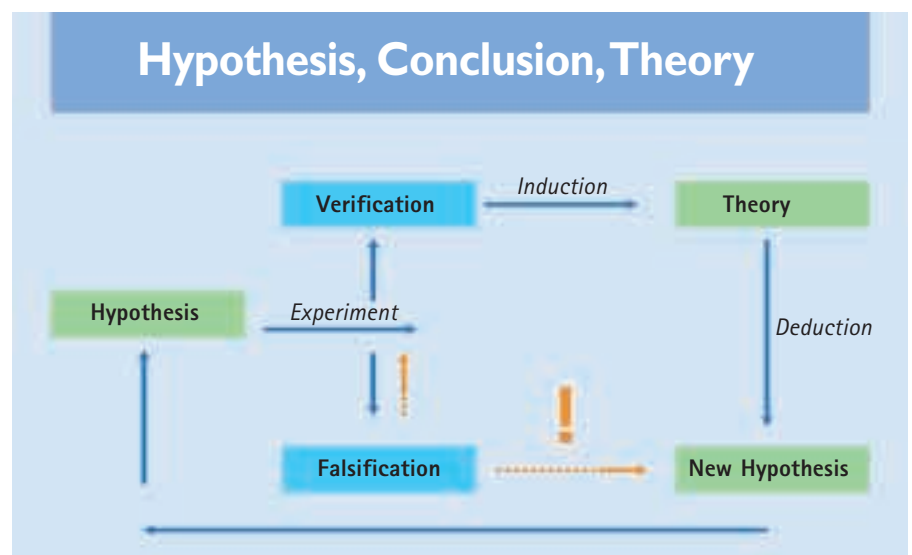 Hypothesis, Conclusion, Theory
Verification
Induction
Theory
Hypothesis
Experiment
Deduction
!
Falsification
New Hypothesis